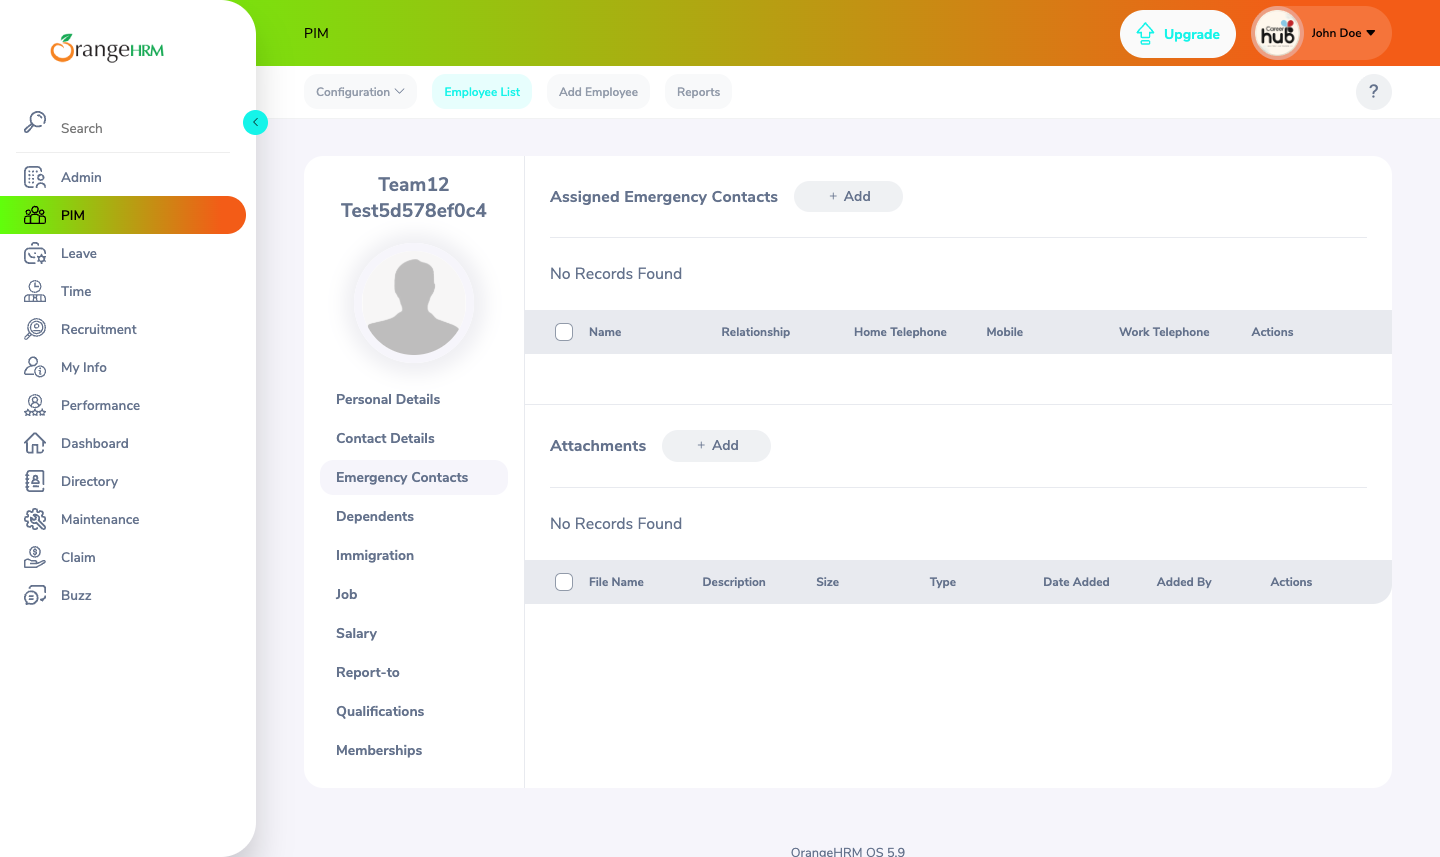 OrangeHRM
Search
Admin
PIM
Leave
Time
Recruitment
My Info
Performance
Dashboard
Directory
Maintenance
Claim
Buzz
PIM
Upgrade
Career
hub
John Doe
Configuration
Employee List
Add Employee
Reports
?
Team12
Test5d578ef0c4
Personal Details
Contact Details
Emergency Contacts
Dependents
Immigration
Job
Salary
Report-to
Qualifications
Memberships
Assigned Emergency Contacts + Add
No Records Found
Name Relationship Home Telephone Mobile Work Telephone Actions
Attachments + Add
No Records Found
File Name Description Size Type Date Added Added By Actions
OrangeHRM OS 5.9